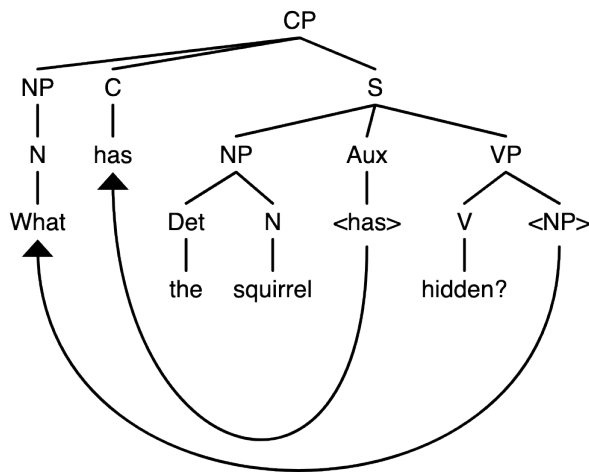 CP
NP C S
N has NP Aux VP
What Det N <has> V <NP>
the squirrel hidden?